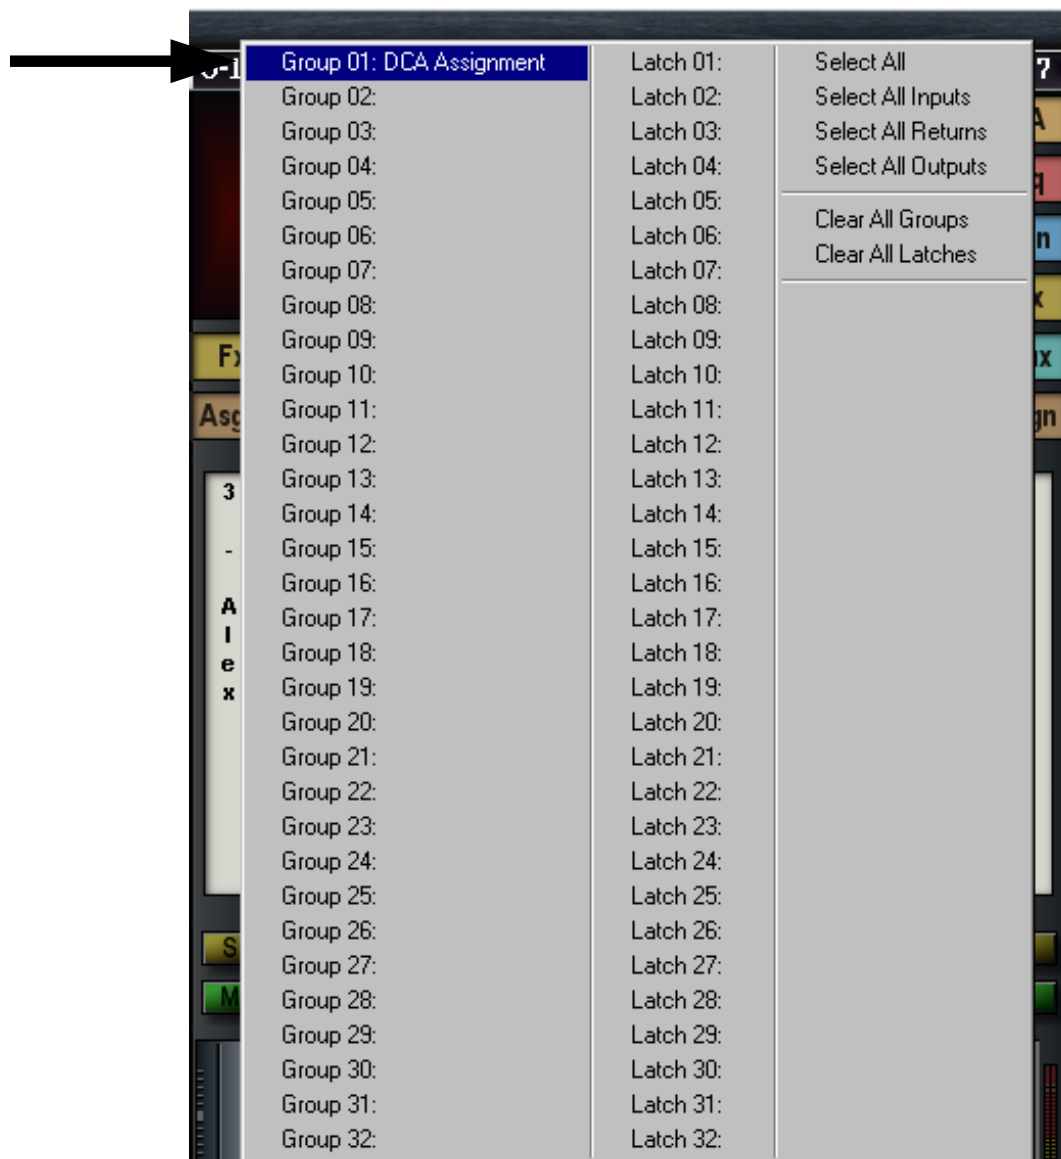 Group 01: DCA Assignment
Group 02:
Group 03:
Group 04:
Group 05:
Group 06:
Group 07:
Group 08:
Group 09:
Group 10:
Group 11:
Group 12:
Group 13:
Group 14:
Group 15:
Group 16:
Group 17:
Group 18:
Group 19:
Group 20:
Group 21:
Group 22:
Group 23:
Group 24:
Group 25:
Group 26:
Group 27:
Group 28:
Group 29:
Group 30:
Group 31:
Group 32:
Latch 01:
Latch 02:
Latch 03:
Latch 04:
Latch 05:
Latch 06:
Latch 07:
Latch 08:
Latch 09:
Latch 10:
Latch 11:
Latch 12:
Latch 13:
Latch 14:
Latch 15:
Latch 16:
Latch 17:
Latch 18:
Latch 19:
Latch 20:
Latch 21:
Latch 22:
Latch 23:
Latch 24:
Latch 25:
Latch 26:
Latch 27:
Latch 28:
Latch 29:
Latch 30:
Latch 31:
Latch 32:
Select All
Select All Inputs
Select All Returns
Select All Outputs
Clear All Groups
Clear All Latches
3
-
A
l
e
x
7